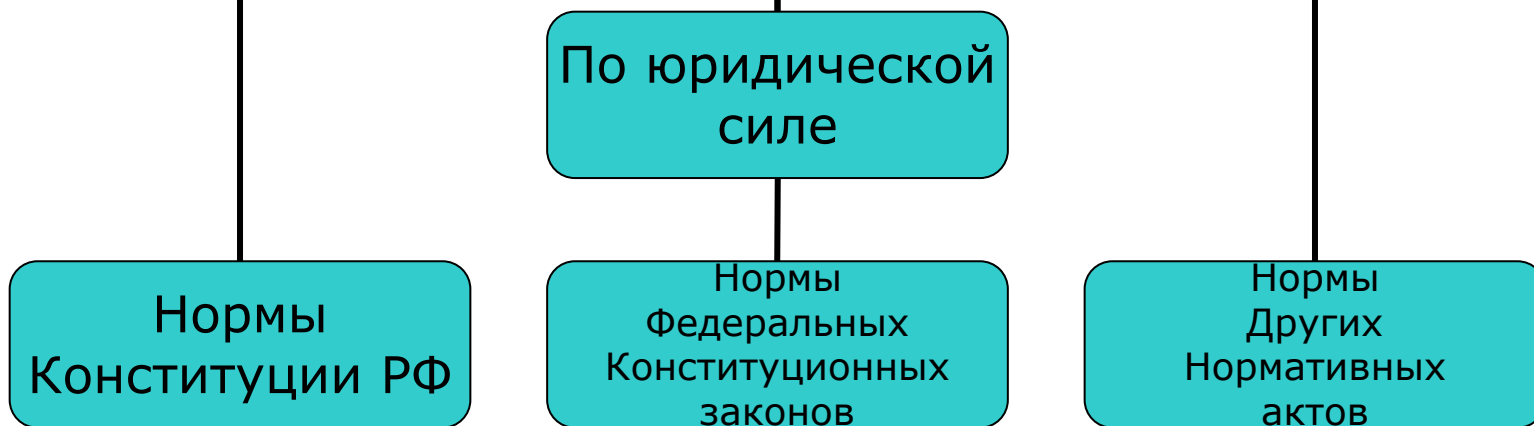 По юридической
силе
Нормы
Конституции РФ
Нормы
Федеральных
Конституционных
законов
Нормы
Других
Нормативных
актов